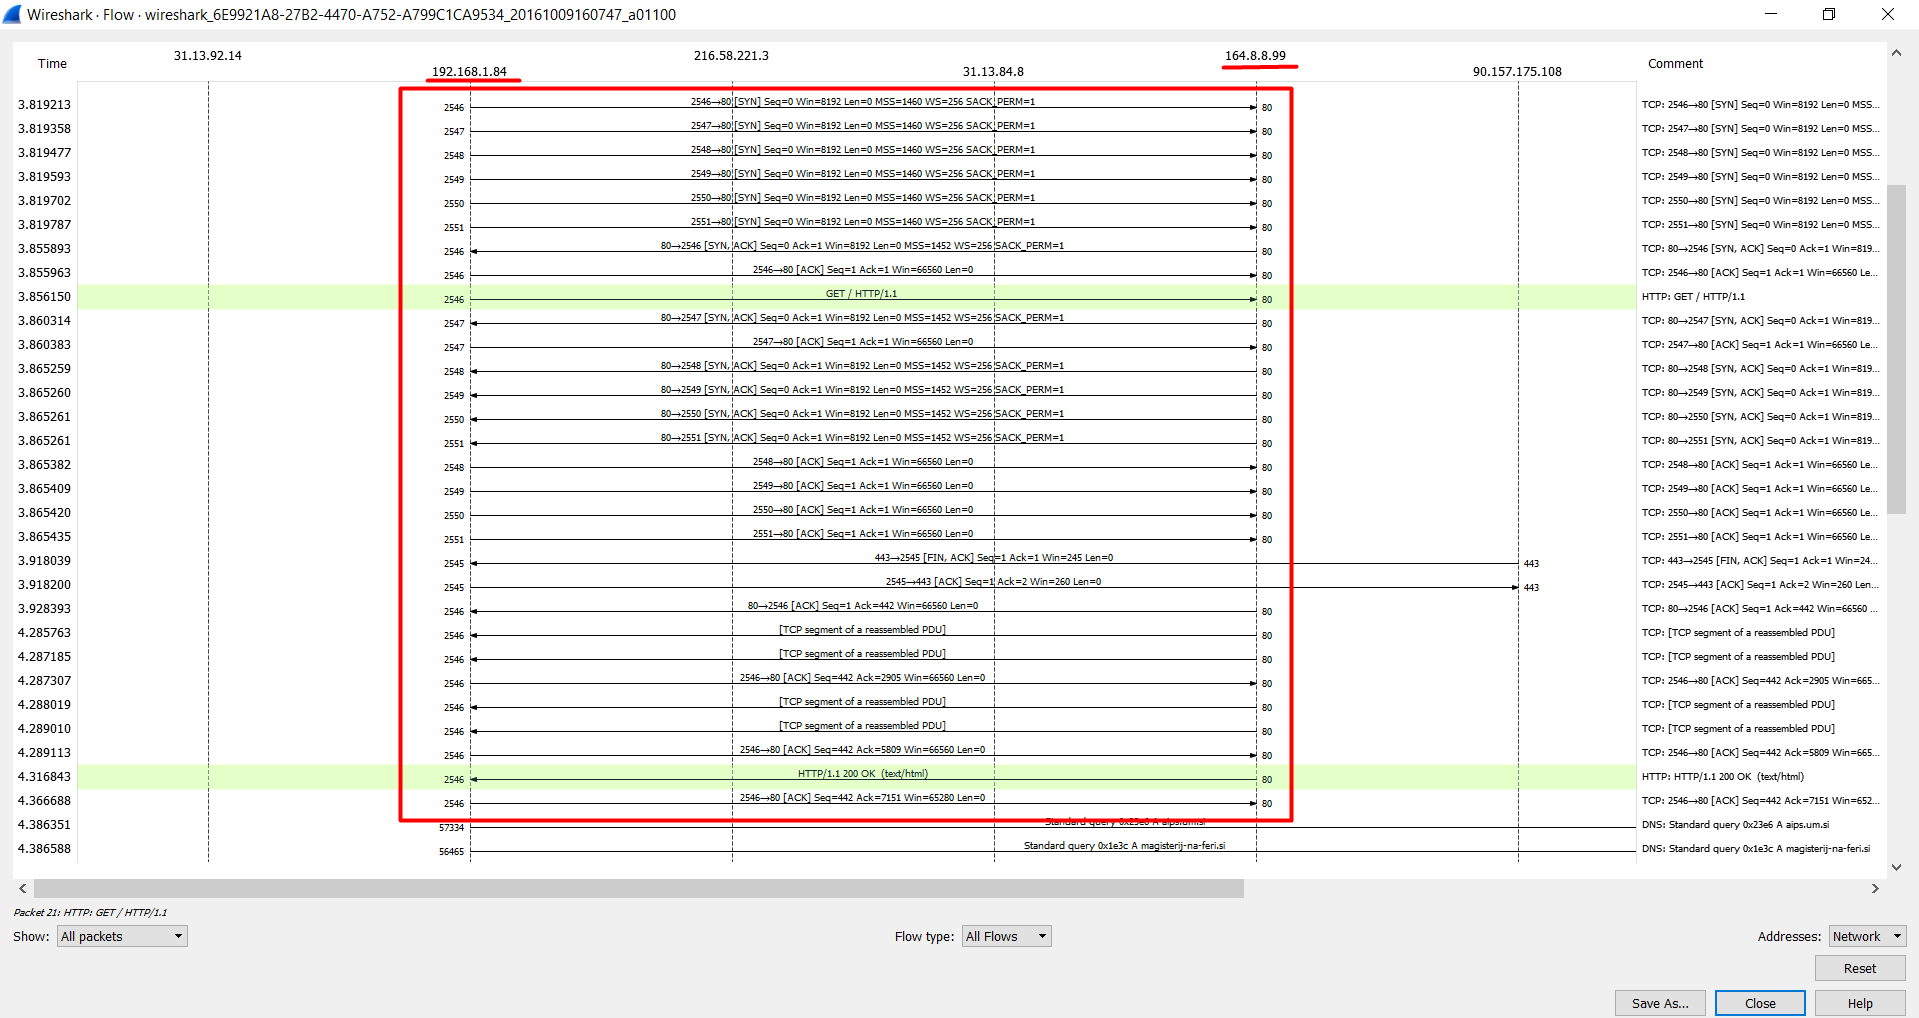 Wireshark · Flow · wireshark_6E9921A8-27B2-4470-A752-A799C1CA9534_20161009160747_a01100
Time 31.13.92.14 192.168.1.84 216.58.221.3 31.13.84.8 164.8.8.99 90.157.175.108 Comment
3.819213 2546 2546→80 [SYN] Seq=0 Win=8192 Len=0 MSS=1460 WS=256 SACK_PERM=1 80 TCP: 2546→80 [SYN] Seq=0 Win=8192 Len=0 MSS...
3.819358 2547 2547→80 [SYN] Seq=0 Win=8192 Len=0 MSS=1460 WS=256 SACK_PERM=1 80 TCP: 2547→80 [SYN] Seq=0 Win=8192 Len=0 MSS...
3.819477 2548 2548→80 [SYN] Seq=0 Win=8192 Len=0 MSS=1460 WS=256 SACK_PERM=1 80 TCP: 2548→80 [SYN] Seq=0 Win=8192 Len=0 MSS...
3.819593 2549 2549→80 [SYN] Seq=0 Win=8192 Len=0 MSS=1460 WS=256 SACK_PERM=1 80 TCP: 2549→80 [SYN] Seq=0 Win=8192 Len=0 MSS...
3.819702 2550 2550→80 [SYN] Seq=0 Win=8192 Len=0 MSS=1460 WS=256 SACK_PERM=1 80 TCP: 2550→80 [SYN] Seq=0 Win=8192 Len=0 MSS...
3.819787 2551 2551→80 [SYN] Seq=0 Win=8192 Len=0 MSS=1460 WS=256 SACK_PERM=1 80 TCP: 2551→80 [SYN] Seq=0 Win=8192 Len=0 MSS...
3.855893 2546 80→2546 [SYN, ACK] Seq=0 Ack=1 Win=8192 Len=0 MSS=1452 WS=256 SACK_PERM=1 80 TCP: 80→2546 [SYN, ACK] Seq=0 Ack=1 Win=819...
3.855963 2546 2546→80 [ACK] Seq=1 Ack=1 Win=66560 Len=0 80 TCP: 2546→80 [ACK] Seq=1 Ack=1 Win=66560 Le...
3.856150 2546 GET / HTTP/1.1 80 HTTP: GET / HTTP/1.1
3.860314 2547 80→2547 [SYN, ACK] Seq=0 Ack=1 Win=8192 Len=0 MSS=1452 WS=256 SACK_PERM=1 80 TCP: 80→2547 [SYN, ACK] Seq=0 Ack=1 Win=819...
3.860383 2547 2547→80 [ACK] Seq=1 Ack=1 Win=66560 Len=0 80 TCP: 2547→80 [ACK] Seq=1 Ack=1 Win=66560 Le...
3.865259 2548 80→2548 [SYN, ACK] Seq=0 Ack=1 Win=8192 Len=0 MSS=1452 WS=256 SACK_PERM=1 80 TCP: 80→2548 [SYN, ACK] Seq=0 Ack=1 Win=819...
3.865260 2549 80→2549 [SYN, ACK] Seq=0 Ack=1 Win=8192 Len=0 MSS=1452 WS=256 SACK_PERM=1 80 TCP: 80→2549 [SYN, ACK] Seq=0 Ack=1 Win=819...
3.865261 2550 80→2550 [SYN, ACK] Seq=0 Ack=1 Win=8192 Len=0 MSS=1452 WS=256 SACK_PERM=1 80 TCP: 80→2550 [SYN, ACK] Seq=0 Ack=1 Win=819...
3.865261 2551 80→2551 [SYN, ACK] Seq=0 Ack=1 Win=8192 Len=0 MSS=1452 WS=256 SACK_PERM=1 80 TCP: 80→2551 [SYN, ACK] Seq=0 Ack=1 Win=819...
3.865382 2548 2548→80 [ACK] Seq=1 Ack=1 Win=66560 Len=0 80 TCP: 2548→80 [ACK] Seq=1 Ack=1 Win=66560 Le...
3.865409 2549 2549→80 [ACK] Seq=1 Ack=1 Win=66560 Len=0 80 TCP: 2549→80 [ACK] Seq=1 Ack=1 Win=66560 Le...
3.865420 2550 2550→80 [ACK] Seq=1 Ack=1 Win=66560 Len=0 80 TCP: 2550→80 [ACK] Seq=1 Ack=1 Win=66560 Le...
3.865435 2551 2551→80 [ACK] Seq=1 Ack=1 Win=66560 Len=0 80 TCP: 2551→80 [ACK] Seq=1 Ack=1 Win=66560 Le...
3.918039 2545 443→2545 [FIN, ACK] Seq=1 Ack=1 Win=245 Len=0 443 TCP: 443→2545 [FIN, ACK] Seq=1 Ack=1 Win=24...
3.918200 2545 2545→443 [ACK] Seq=1 Ack=2 Win=260 Len=0 443 TCP: 2545→443 [ACK] Seq=1 Ack=2 Win=260 Len...
3.928393 2546 80→2546 [ACK] Seq=1 Ack=442 Win=66560 Len=0 80 TCP: 80→2546 [ACK] Seq=1 Ack=442 Win=66560 ...
4.285763 2546 [TCP segment of a reassembled PDU] 80 TCP: [TCP segment of a reassembled PDU]
4.287185 2546 [TCP segment of a reassembled PDU] 80 TCP: [TCP segment of a reassembled PDU]
4.287307 2546 2546→80 [ACK] Seq=442 Ack=2905 Win=66560 Len=0 80 TCP: 2546→80 [ACK] Seq=442 Ack=2905 Win=665...
4.288019 2546 [TCP segment of a reassembled PDU] 80 TCP: [TCP segment of a reassembled PDU]
4.289010 2546 [TCP segment of a reassembled PDU] 80 TCP: [TCP segment of a reassembled PDU]
4.289113 2546 2546→80 [ACK] Seq=442 Ack=5809 Win=66560 Len=0 80 TCP: 2546→80 [ACK] Seq=442 Ack=5809 Win=665...
4.316843 2546 HTTP/1.1 200 OK (text/html) 80 HTTP: HTTP/1.1 200 OK (text/html)
4.366688 2546 2546→80 [ACK] Seq=442 Ack=7151 Win=65280 Len=0 80 TCP: 2546→80 [ACK] Seq=442 Ack=7151 Win=652...
4.386351 57334 Standard query 0x23e6 A aips.um.si DNS: Standard query 0x23e6 A aips.um.si
4.386588 56465 Standard query 0x1e3c A magisterij-na-feri.si DNS: Standard query 0x1e3c A magisterij-na-feri.si
Packet 21: HTTP: GET / HTTP/1.1
Show: All packets Flow type: All Flows Addresses: Network
Reset
Save As... Close Help